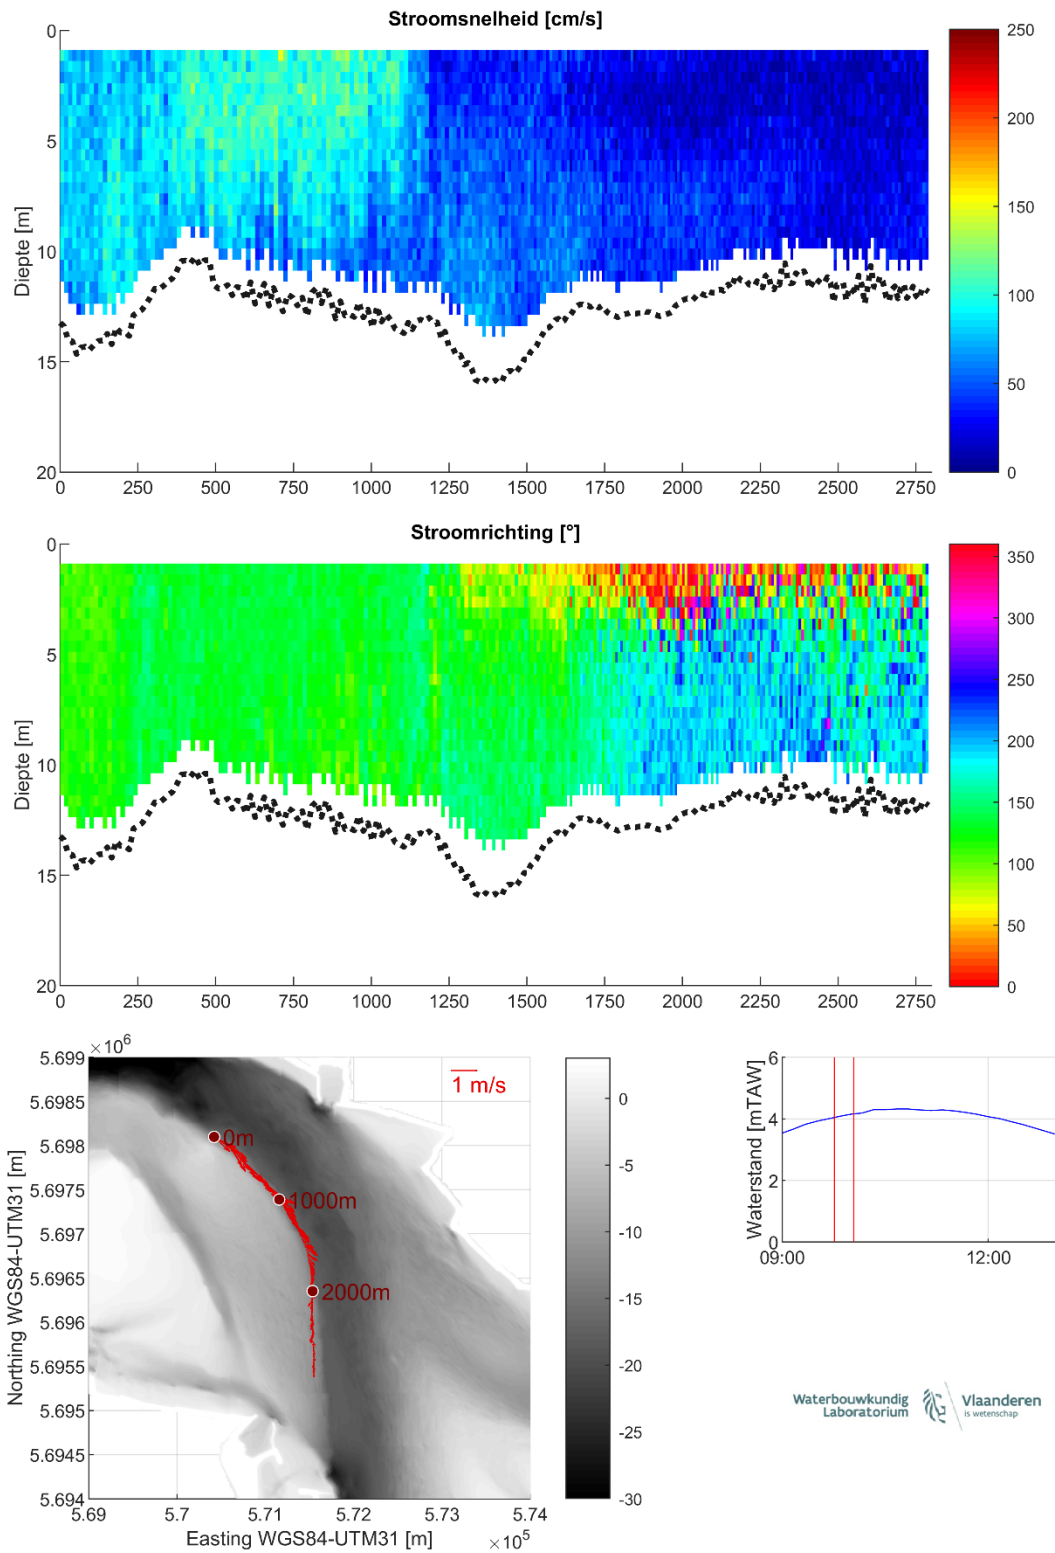 Stroomsnelheid [cm/s]
0
5
10
15
20
Diepte [m]
0 250 500 750 1000 1250 1500 1750 2000 2250 2500 2750
250
200
150
100
50
0
Stroomrichting [°]
0
5
10
15
20
Diepte [m]
0 250 500 750 1000 1250 1500 1750 2000 2250 2500 2750
350
300
250
200
150
100
50
0
×10⁶
5.699
5.6985
5.698
5.6975
5.697
5.6965
5.696
5.6955
5.695
5.6945
5.694
Northing WGS84-UTM31 [m]
1 m/s
0m
1000m
2000m
5.69 5.7 5.71 5.72 5.73 5.74
Easting WGS84-UTM31 [m]
×10⁵
0
-5
-10
-15
-20
-25
-30
Waterstand [mTAW]
6
4
2
0
09:00 12:00
Waterbouwkundig
Laboratorium
Vlaanderen
is wetenschap